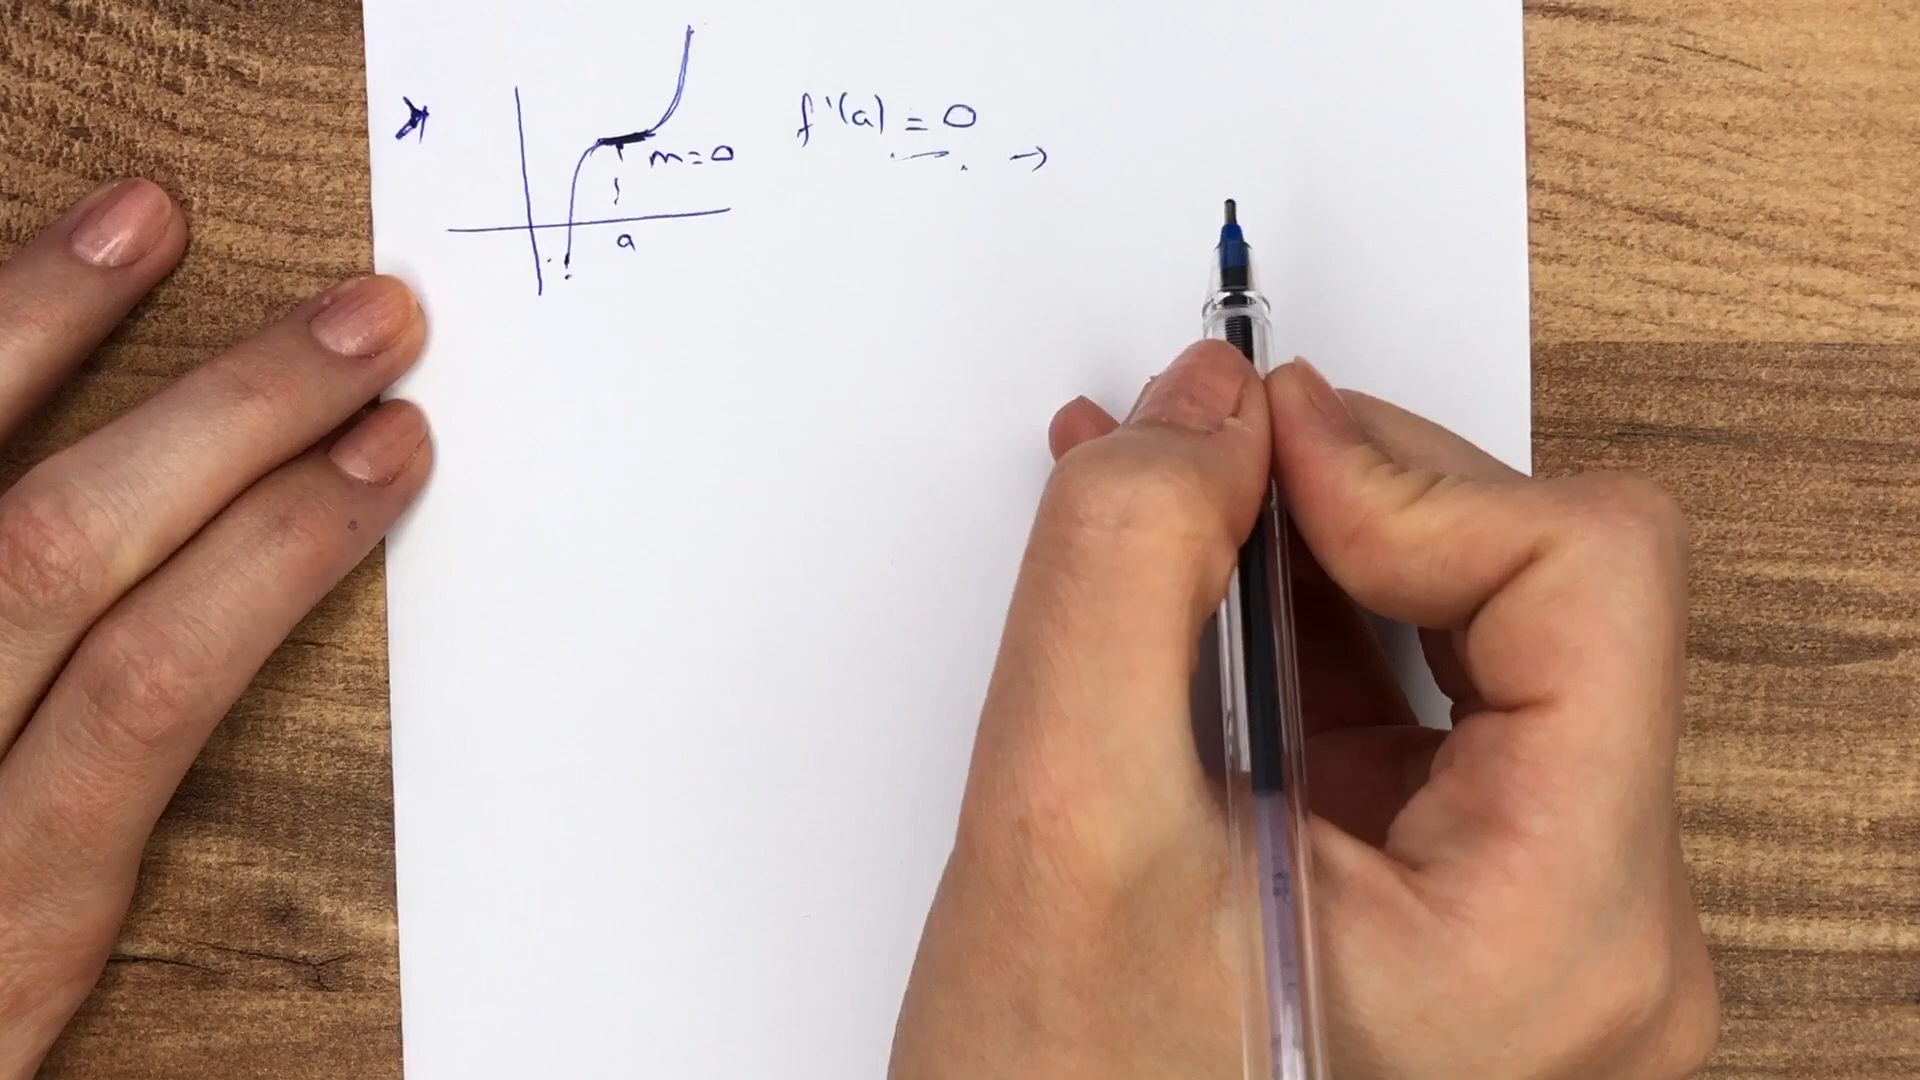 f'(a) = 0
m=0 →
a